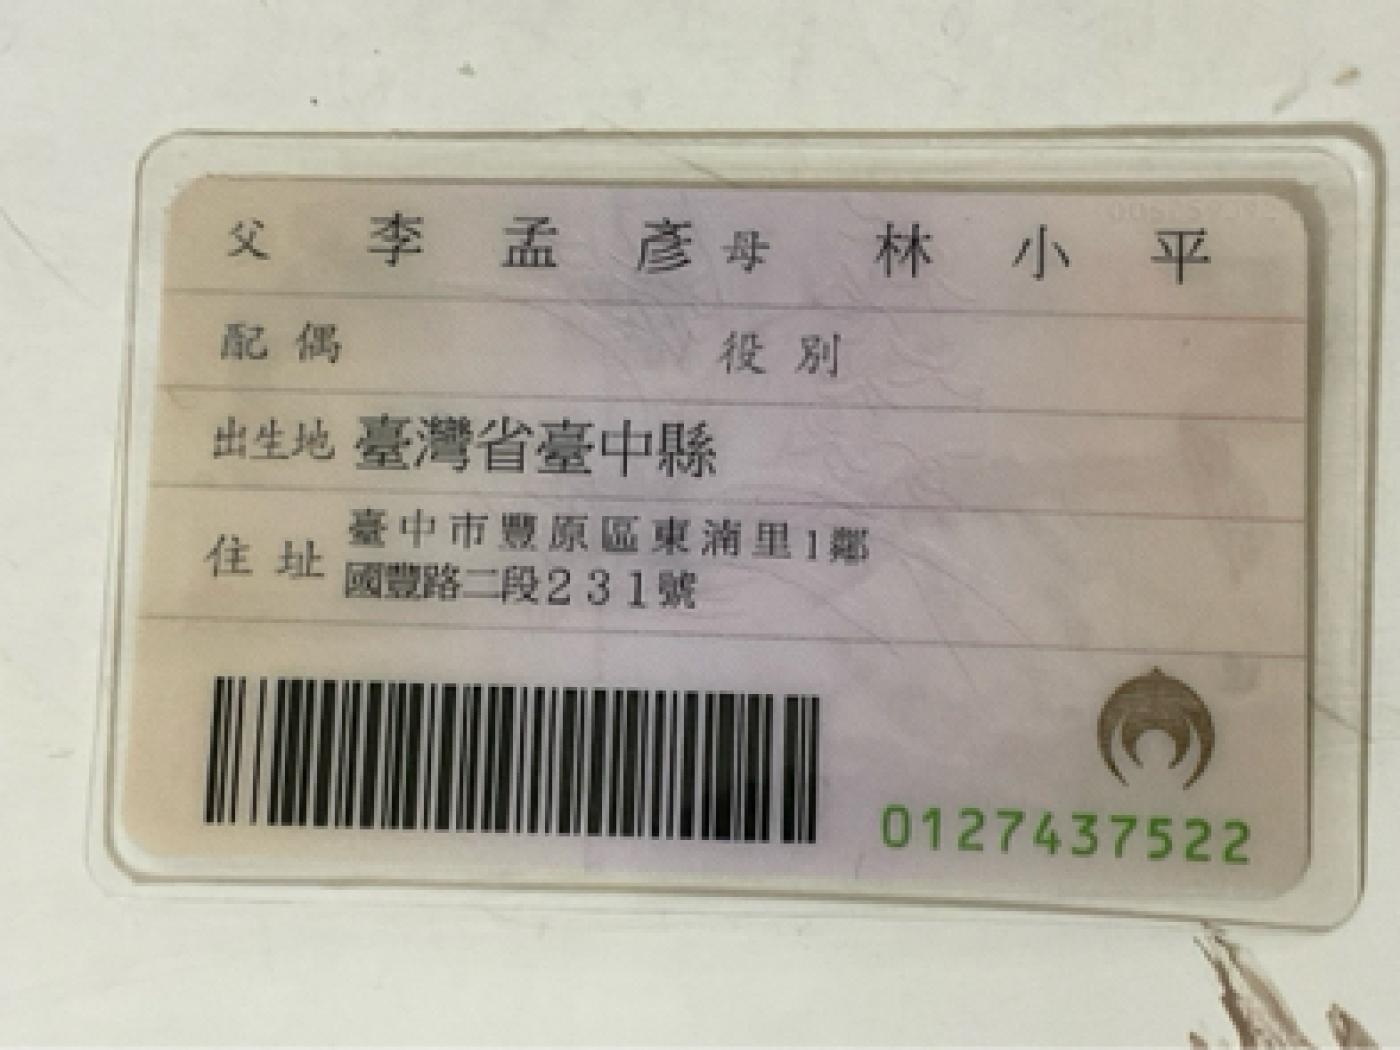 父 李孟彥 母 林小平
配偶 役別
出生地 臺灣省臺中縣
住址 臺中市豐原區東湳里1鄰
國豐路二段231號
0127437522